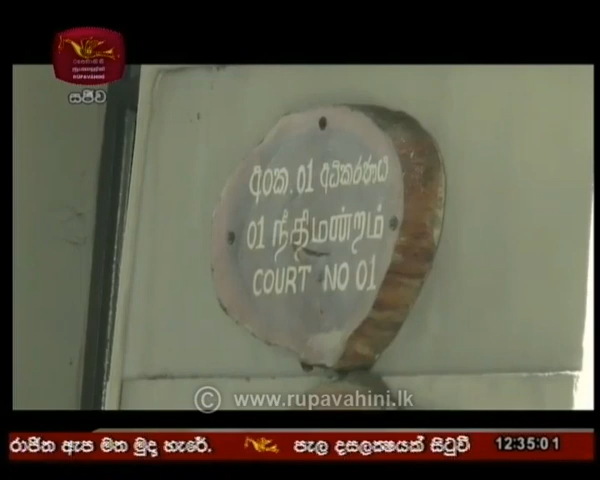 RUPAVAHINI
සජීව
අංක. 01 අධිකරණය
01 நீதிமன்றம்
COURT NO 01
© www.rupavahini.lk
රාජිත ඇප මත මුදා හැරේ. පැල දසලක්ෂයක් සිටුවී 12:35:01